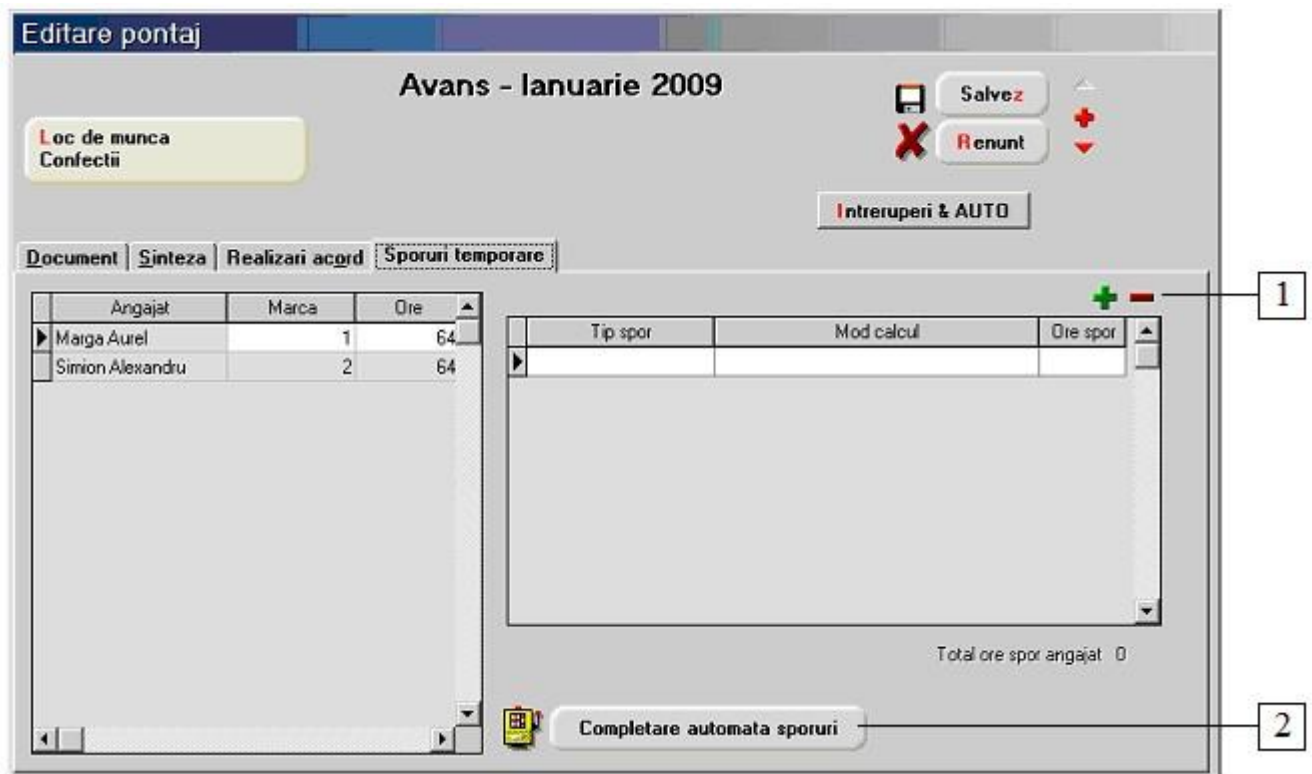 Editare pontaj
Avans - Ianuarie 2009
Salvez
Loc de munca
Confectii
Renunt
Intreruperi & AUTO
Document Sinteza Realizari acord Sporuri temporare
1
Angajat Marca Ore
Tip spor Mod calcul Ore spor
Marga Aurel 1 64
Simion Alexandru 2 64
Total ore spor angajat 0
Completare automata sporuri
2